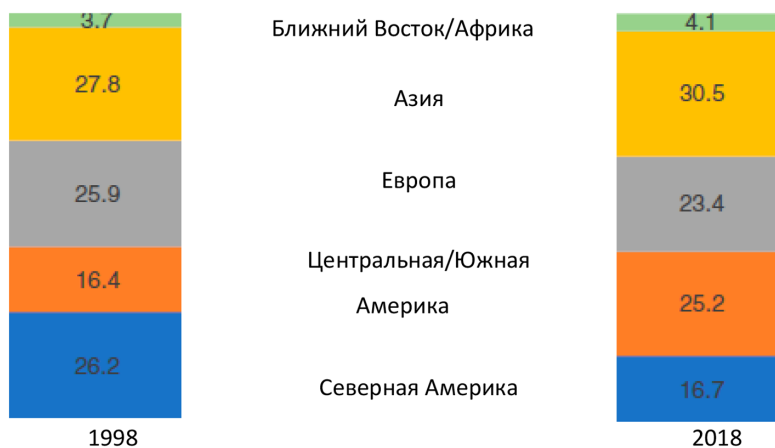 3.7 Ближний Восток/Африка 4.1
27.8 Азия 30.5
25.9 Европа 23.4
16.4 Центральная/Южная
Америка 25.2
26.2 Северная Америка 16.7
1998 2018